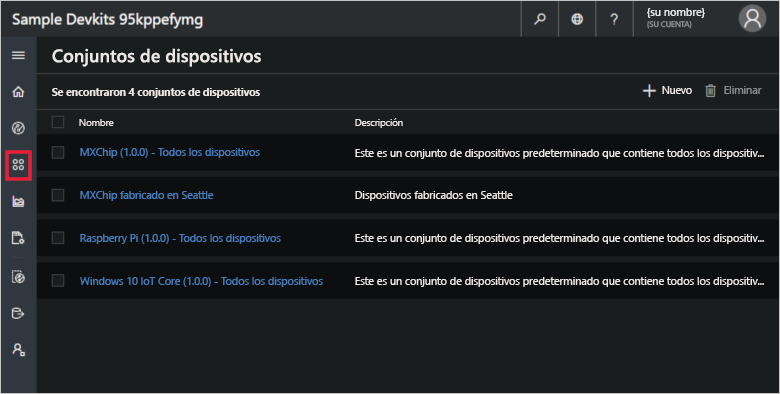 Sample Devkits 95kppefymg
?
{su nombre}
(SU CUENTA)
Conjuntos de dispositivos
Se encontraron 4 conjuntos de dispositivos
Nuevo
Eliminar
Nombre Descripción
MXChip (1.0.0) - Todos los dispositivos Este es un conjunto de dispositivos predeterminado que contiene todos los dispositiv...
MXChip fabricado en Seattle Dispositivos fabricados en Seattle
Raspberry Pi (1.0.0) - Todos los dispositivos Este es un conjunto de dispositivos predeterminado que contiene todos los dispositiv...
Windows 10 IoT Core (1.0.0) - Todos los dispositivos Este es un conjunto de dispositivos predeterminado que contiene todos los dispositiv...